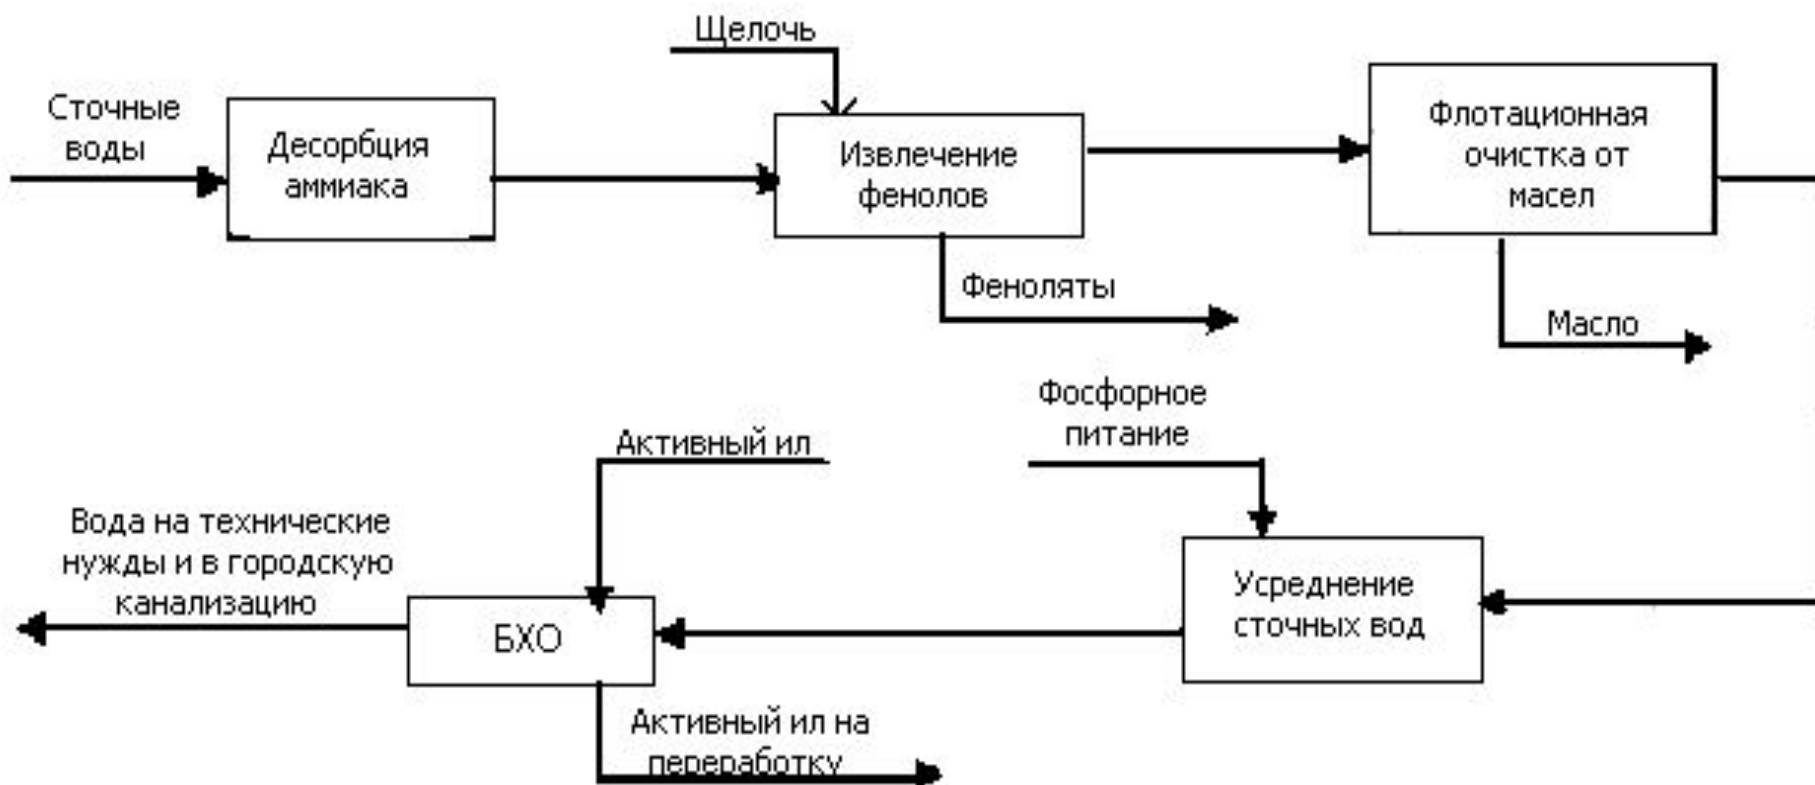 Щелочь
Сточные
воды
Десорбция
аммиака
Извлечение
фенолов
Флотационная
очистка от
масел
Феноляты
Масло
Фосфорное
питание
Активный ил
Вода на технические
нужды и в городскую
канализацию
БХО
Усреднение
сточных вод
Активный ил на
переработку